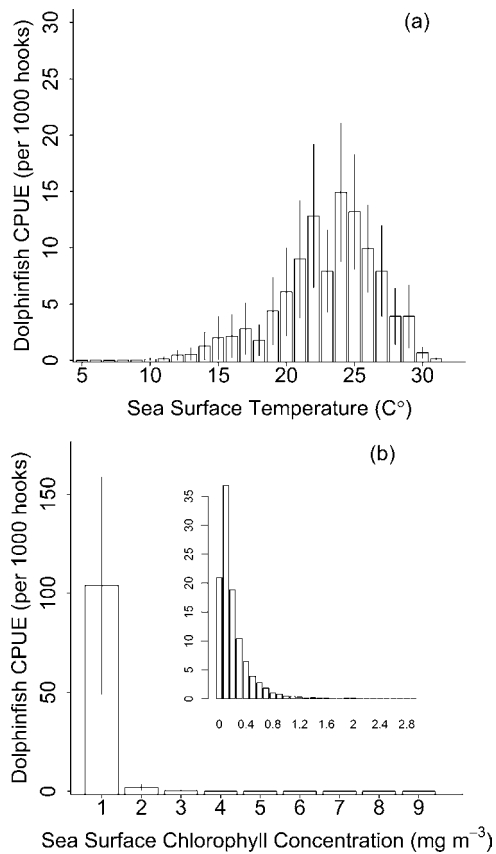 (a)
Dolphinfish CPUE (per 1000 hooks)
30
25
20
15
10
5
0
5 10 15 20 25 30
Sea Surface Temperature (C°)
(b)
Dolphinfish CPUE (per 1000 hooks)
150
100
50
0
35
30
25
20
15
10
5
0
0 0.4 0.8 1.2 1.6 2 2.4 2.8
1 2 3 4 5 6 7 8 9
Sea Surface Chlorophyll Concentration (mg m⁻³)